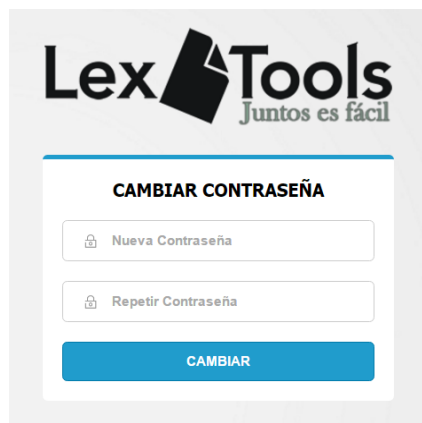 Lex Tools
Juntos es fácil
CAMBIAR CONTRASEÑA
Nueva Contraseña
Repetir Contraseña
CAMBIAR